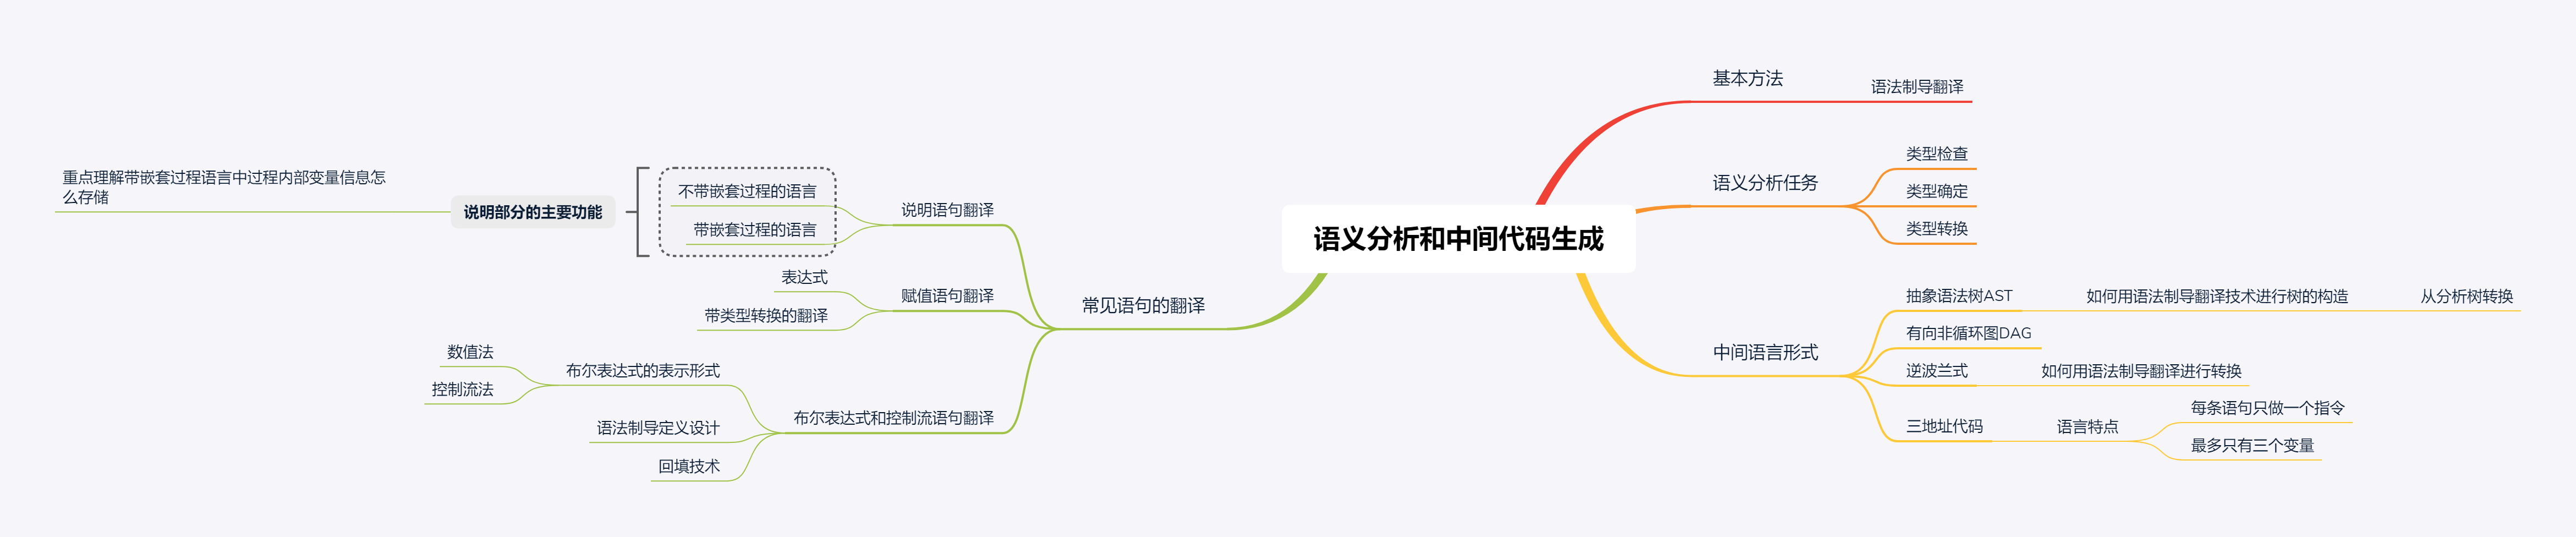 语义分析和中间代码生成
基本方法
语法制导翻译
语义分析任务
类型检查
类型确定
类型转换
中间语言形式
抽象语法树AST
如何用语法制导翻译技术进行树的构造
从分析树转换
有向非循环图DAG
逆波兰式
如何用语法制导翻译进行转换
三地址代码
语言特点
每条语句只做一个指令
最多只有三个变量
常见语句的翻译
说明语句翻译
不带嵌套过程的语言
带嵌套过程的语言
说明部分的主要功能
重点理解带嵌套过程语言中过程内部变量信息怎
么存储
赋值语句翻译
表达式
带类型转换的翻译
布尔表达式和控制流语句翻译
布尔表达式的表示形式
数值法
控制流法
语法制导定义设计
回填技术